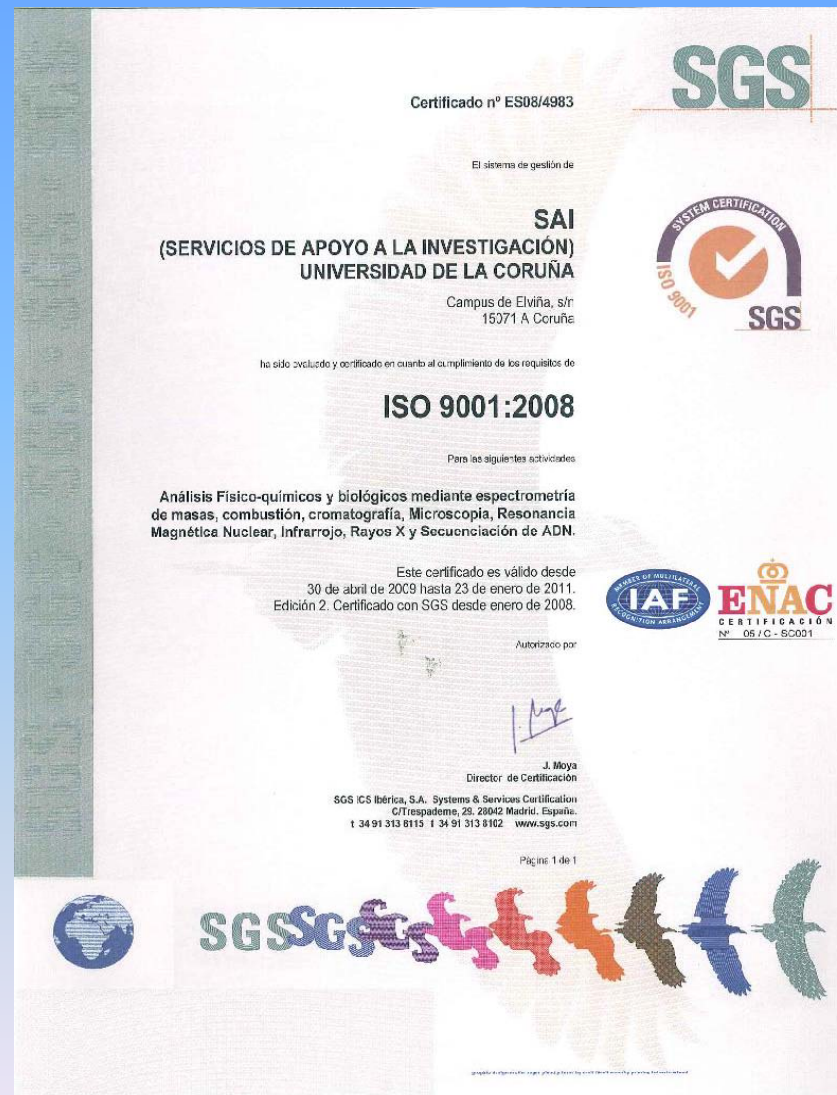 SGS
Certificado nº ES08/4983
El sistema de gestión de
SAI
(SERVICIOS DE APOYO A LA INVESTIGACIÓN)
UNIVERSIDAD DE LA CORUÑA
Campus de Elviña, s/n
15071 A Coruña
SYSTEM CERTIFICATION
ISO 9001
SGS
ha sido evaluado y certificado en cuanto al cumplimiento de los requisitos de
ISO 9001:2008
Para las siguientes actividades
Análisis Físico-químicos y biológicos mediante espectrometría
de masas, combustión, cromatografía, Microscopia, Resonancia
Magnética Nuclear, Infrarrojo, Rayos X y Secuenciación de ADN.
Este certificado es válido desde
30 de abril de 2009 hasta 23 de enero de 2011.
Edición 2. Certificado con SGS desde enero de 2008.
MEMBER OF MULTILATERAL
IAF
RECOGNITION ARRANGEMENT
ENAC
CERTIFICACIÓN
Nº 05 / C - SC001
Autorizado por
J. Moya
Director de Certificación
SGS ICS Ibérica, S.A. Systems & Services Certification
C/Trespaderne, 29. 28042 Madrid. España.
t 34 91 313 8115 f 34 91 313 8102 www.sgs.com
Página 1 de 1
SGSSGSSGS